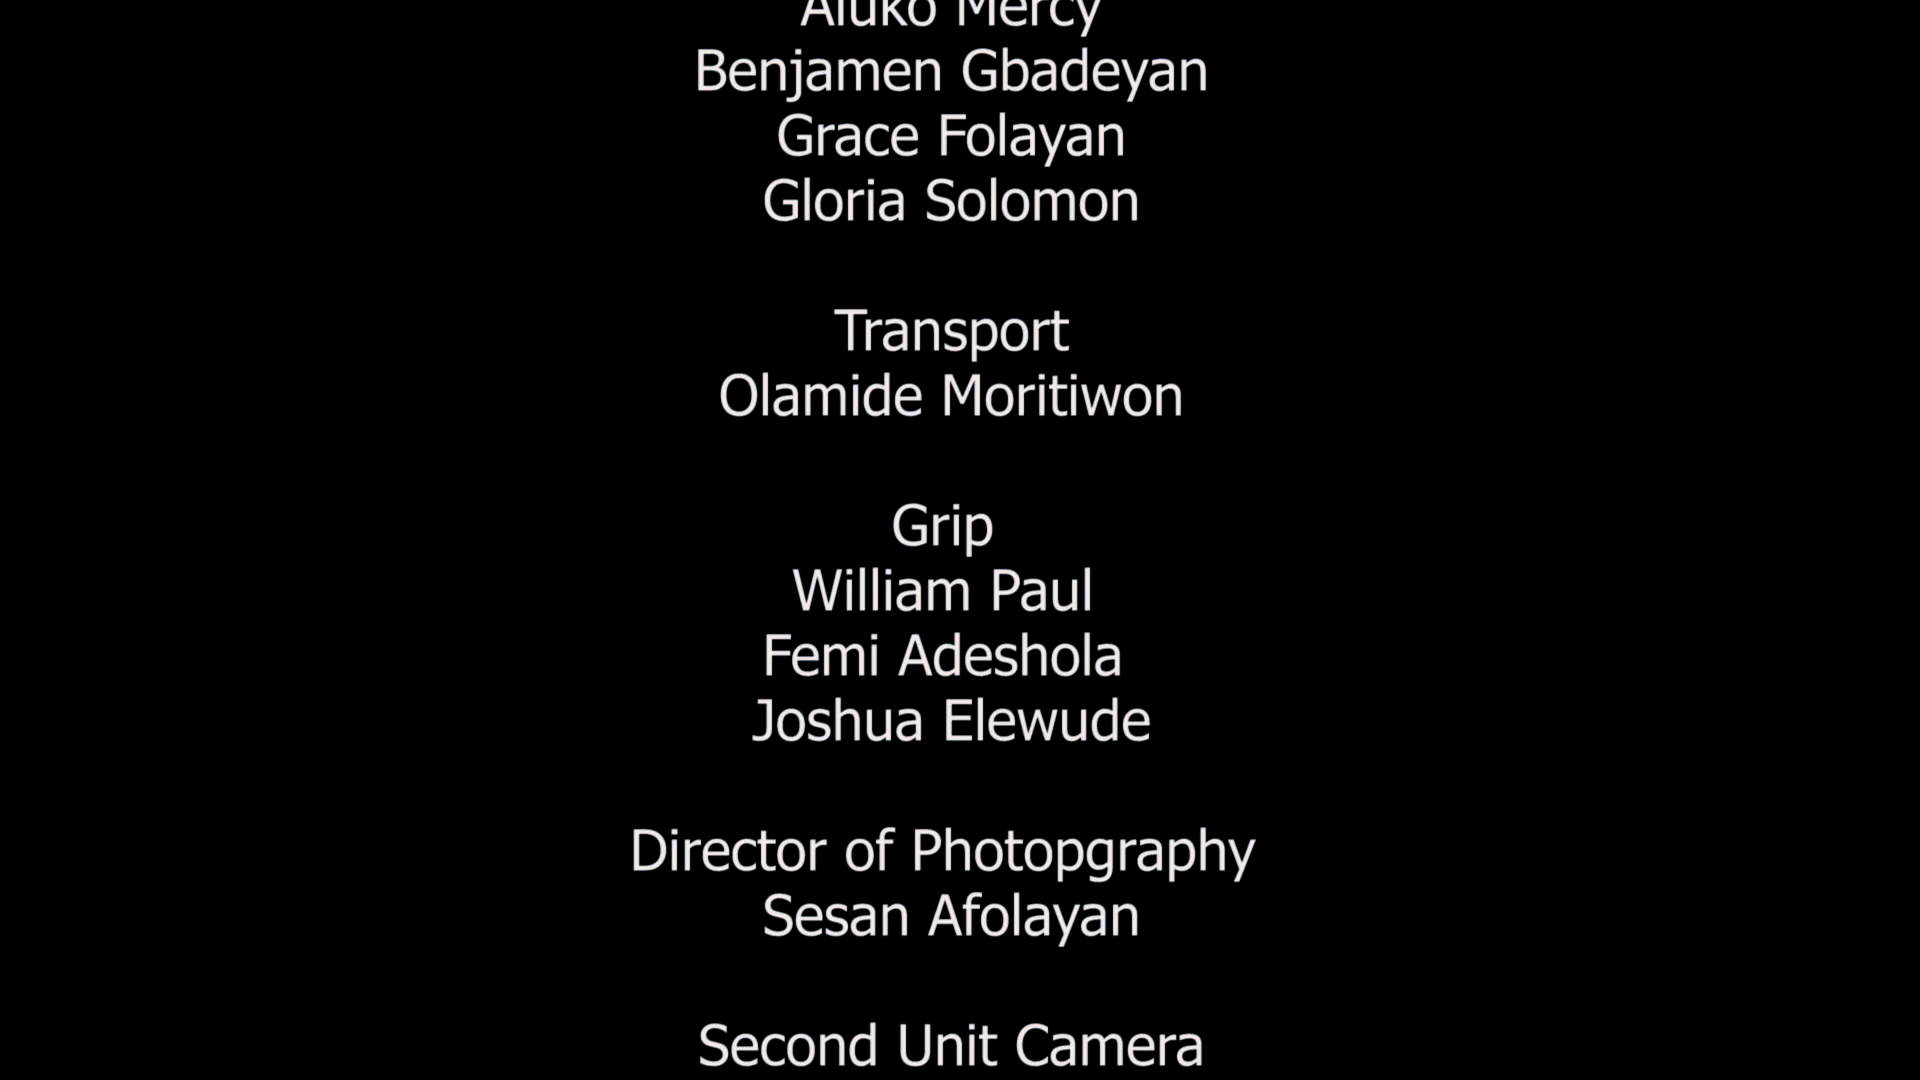 Aluko Mercy
Benjamen Gbadeyan
Grace Folayan
Gloria Solomon
Transport
Olamide Moritiwon
Grip
William Paul
Femi Adeshola
Joshua Elewude
Director of Photopgraphy
Sesan Afolayan
Second Unit Camera